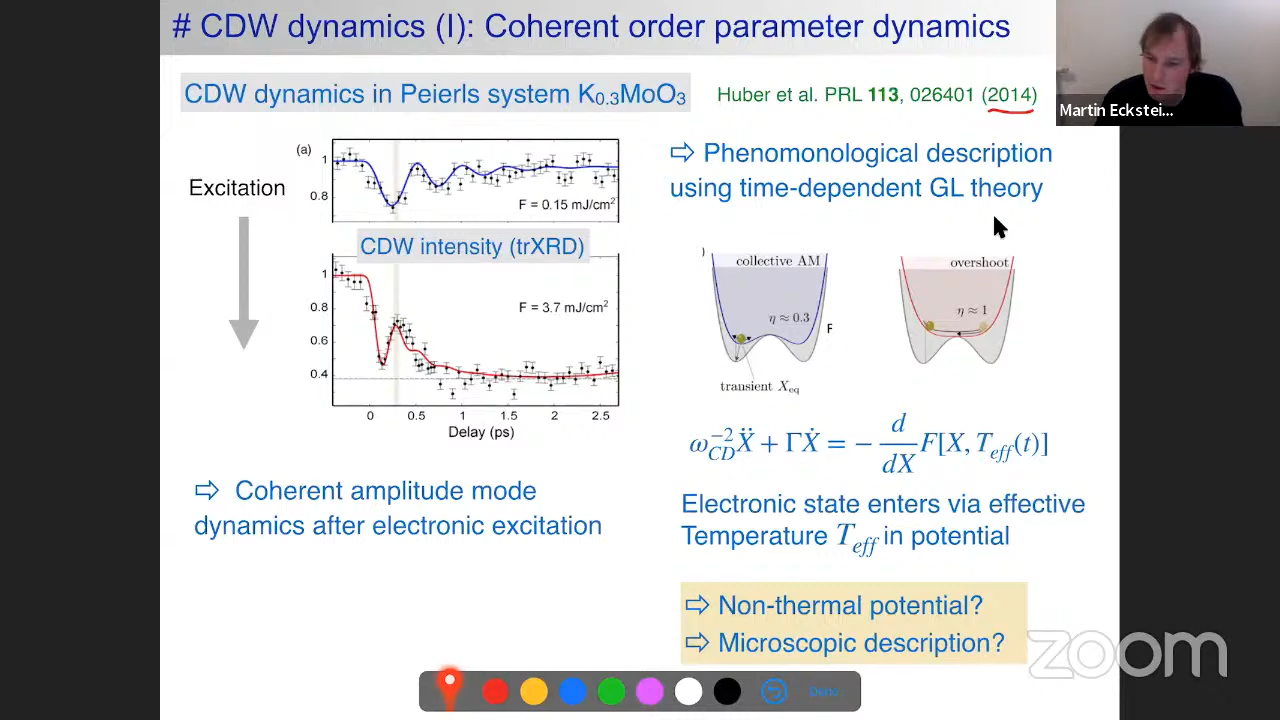 # CDW dynamics (I): Coherent order parameter dynamics
Martin Eckstei...
CDW dynamics in Peierls system K₀.₃MoO₃
Huber et al. PRL 113, 026401 (2014)
Excitation
(a)
1
0.8
F = 0.15 mJ/cm²
CDW intensity (trXRD)
1
0.8
0.6
0.4
F = 3.7 mJ/cm²
0 0.5 1 1.5 2 2.5
Delay (ps)
⇨ Coherent amplitude mode
dynamics after electronic excitation
⇨ Phenomonological description
using time-dependent GL theory
)
collective AM
η ≈ 0.3
F
transient X_eq
overshoot
η ≈ 1
ω_CD⁻² Ẍ + ΓẊ = − d/dX F[X, T_eff(t)]
Electronic state enters via effective
Temperature T_eff in potential
⇨ Non-thermal potential?
⇨ Microscopic description?
zoom